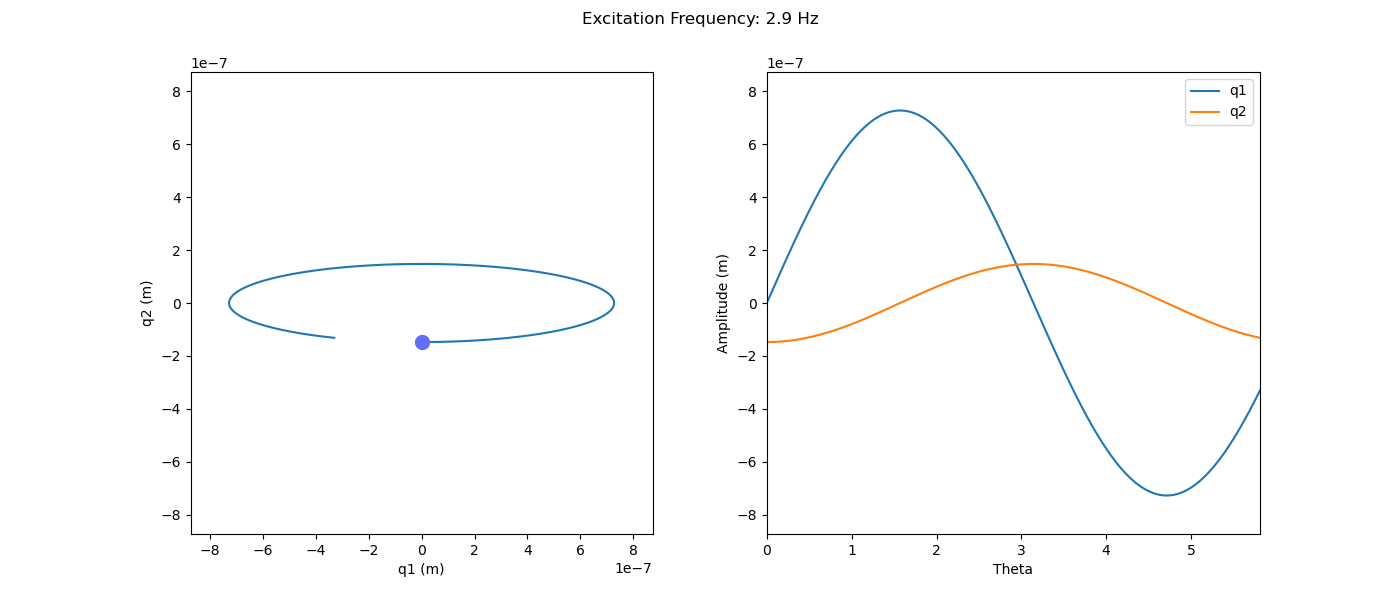 Excitation Frequency: 2.9 Hz
1e−7
8
6
4
2
0
−2
−4
−6
−8
q2 (m)
−8 −6 −4 −2 0 2 4 6 8
q1 (m)
1e−7
1e−7
8
6
4
2
0
−2
−4
−6
−8
Amplitude (m)
0 1 2 3 4 5
Theta
q1
q2